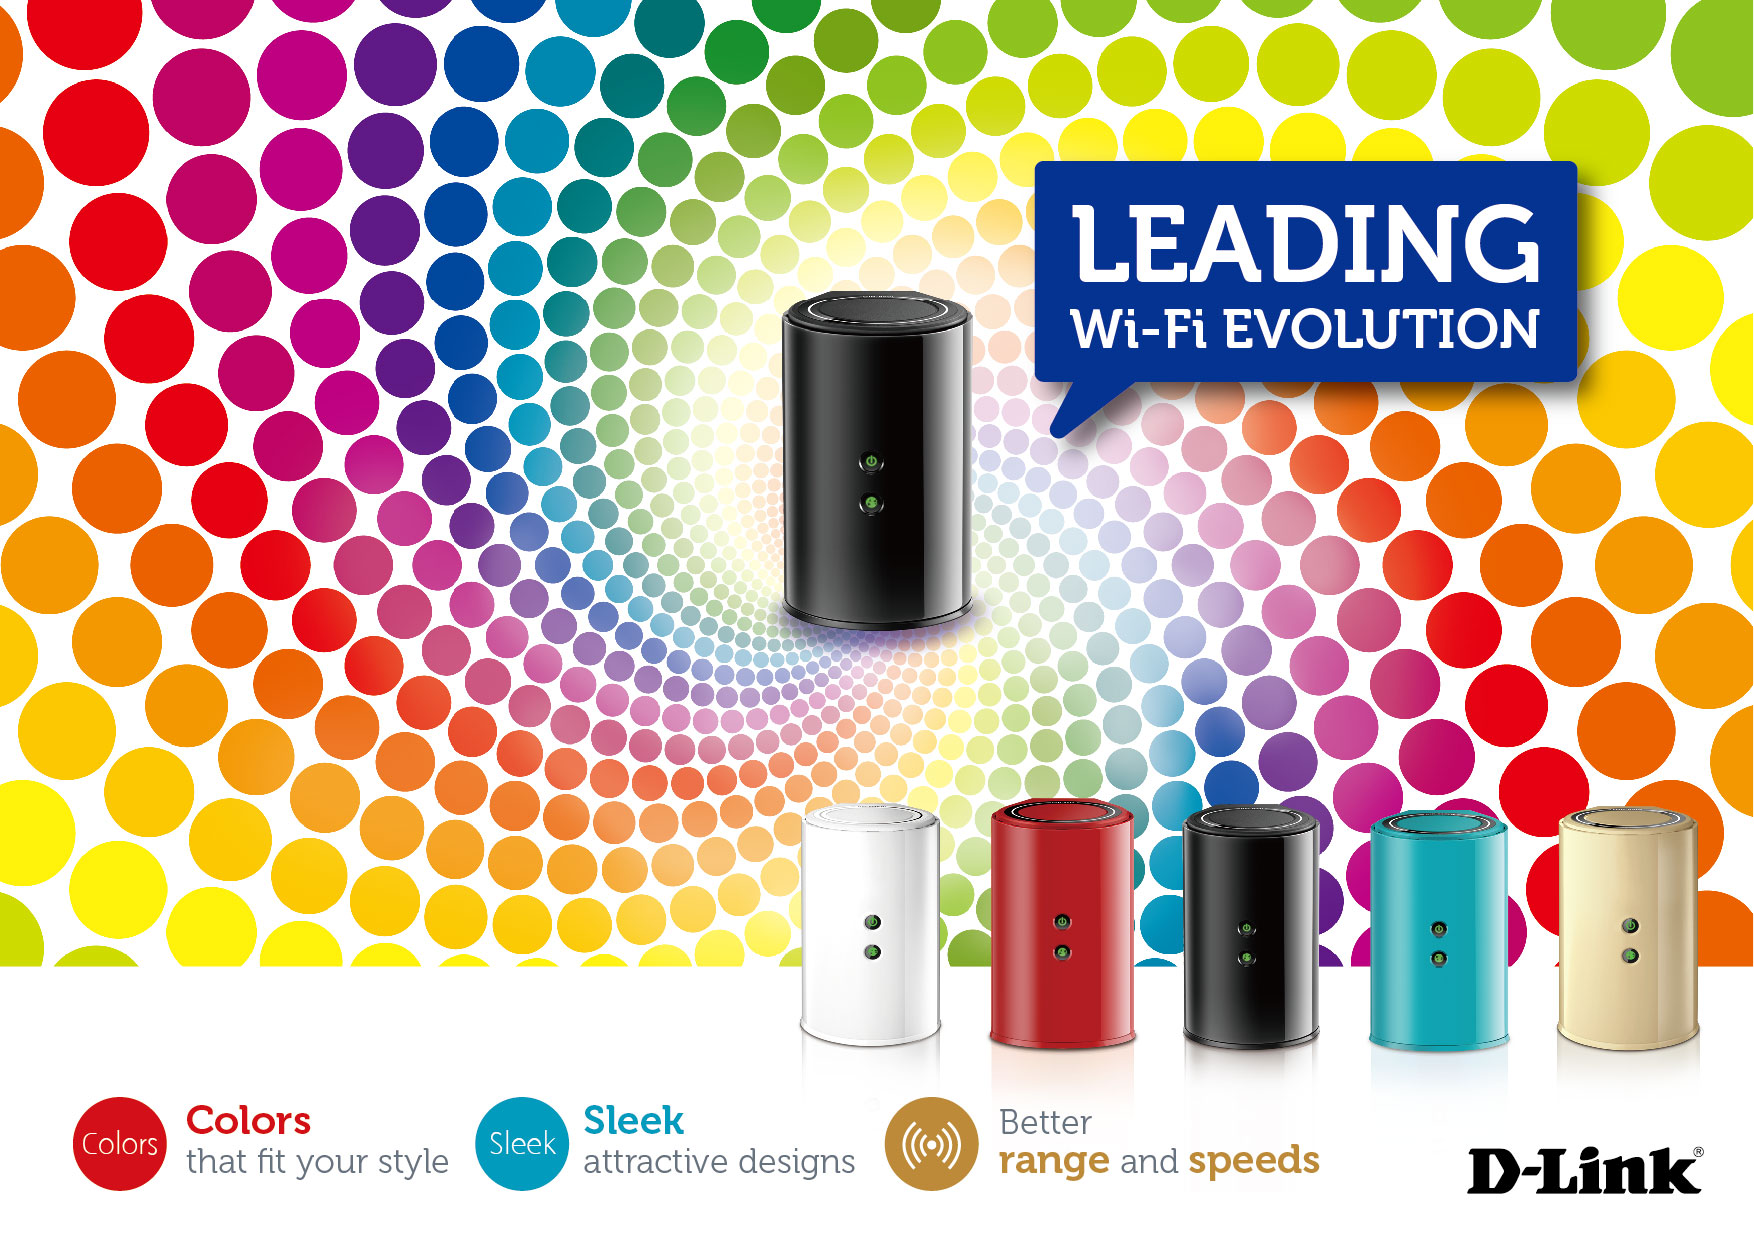 LEADING
Wi-Fi EVOLUTION
Colors
Colors
that fit your style
Sleek
Sleek
attractive designs
Better
range and speeds
D-Link®